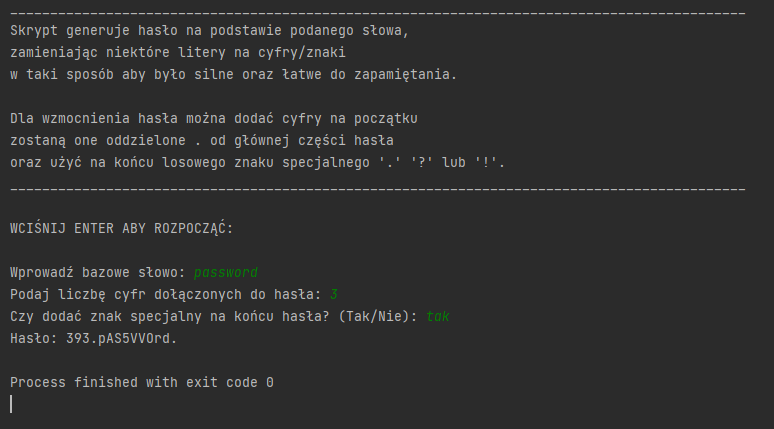 Skrypt generuje hasło na podstawie podanego słowa,
zamieniając niektóre litery na cyfry/znaki
w taki sposób aby było silne oraz łatwe do zapamiętania.
Dla wzmocnienia hasła można dodać cyfry na początku
zostaną one oddzielone . od głównej części hasła
oraz użyć na końcu losowego znaku specjalnego '.' '?' lub '!'.
WCIŚNIJ ENTER ABY ROZPOCZĄĆ:
Wprowadź bazowe słowo: password
Podaj liczbę cyfr dołączonych do hasła: 3
Czy dodać znak specjalny na końcu hasła? (Tak/Nie): tak
Hasło: 393.pAS5VV0rd.
Process finished with exit code 0